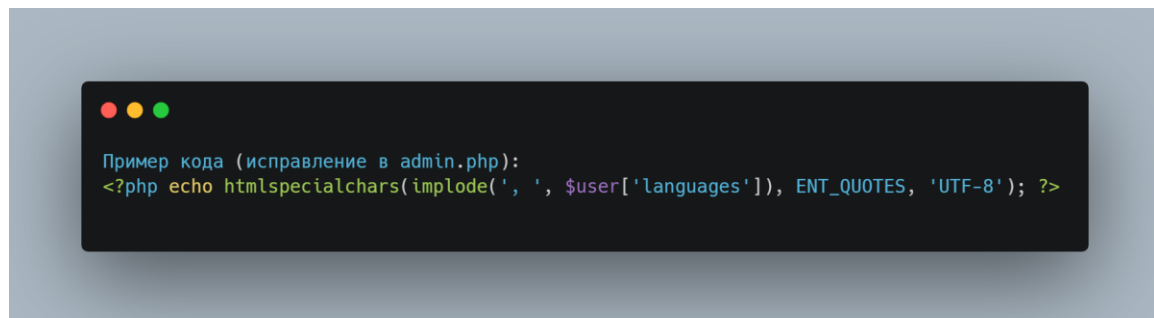 Пример кода (исправление в admin.php):
<?php echo htmlspecialchars(implode(', ', $user['languages']), ENT_QUOTES, 'UTF-8'); ?>